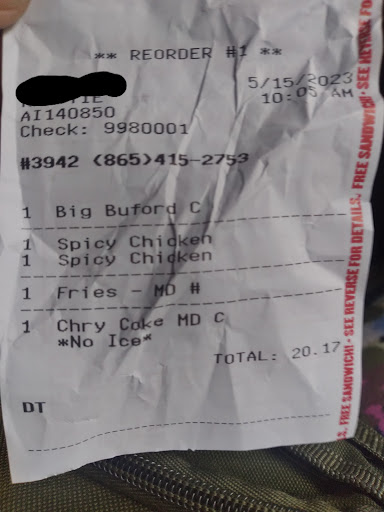 ** REORDER #1 **
5/15/2023
10:05 AM
AI140850
Check: 9980001
#3942 (865)415-2753
1 Big Buford C
1 Spicy Chicken
1 Spicy Chicken
1 Fries - MD #
1 Chry Coke MD C
*No Ice*
TOTAL: 20.17
DT
FREE SANDWICH! · SEE REVERSE FOR DETAILS. FREE SANDWICH! · SEE REVERSE FO